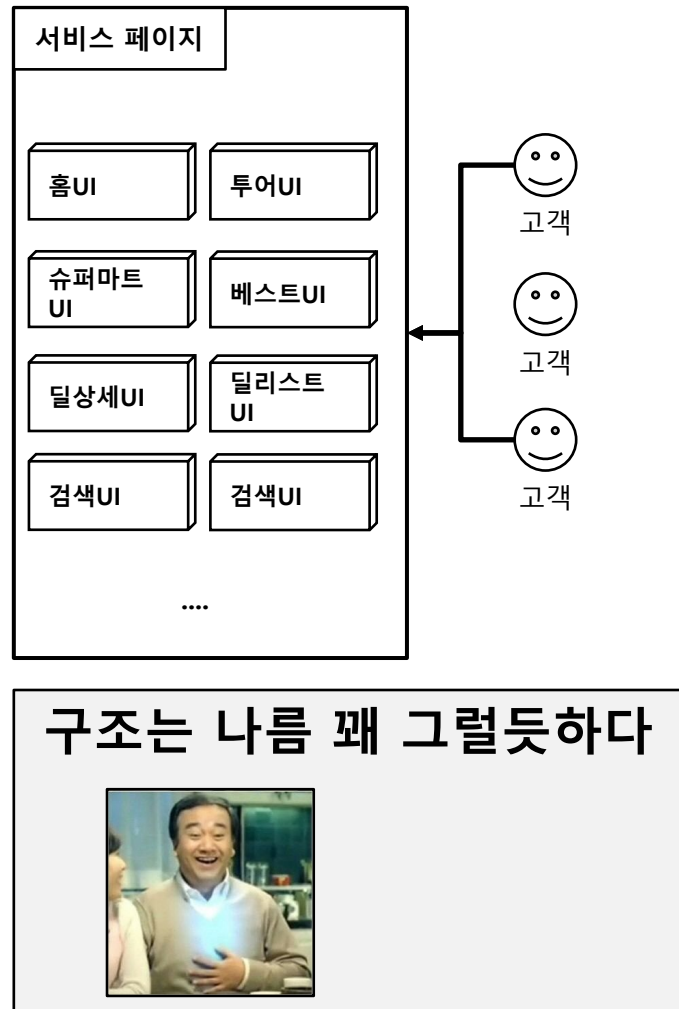 서비스 페이지
홈UI
투어UI
슈퍼마트
UI
베스트UI
딜상세UI
딜리스트
UI
검색UI
검색UI
....
고객
고객
고객
구조는 나름 꽤 그럴듯하다